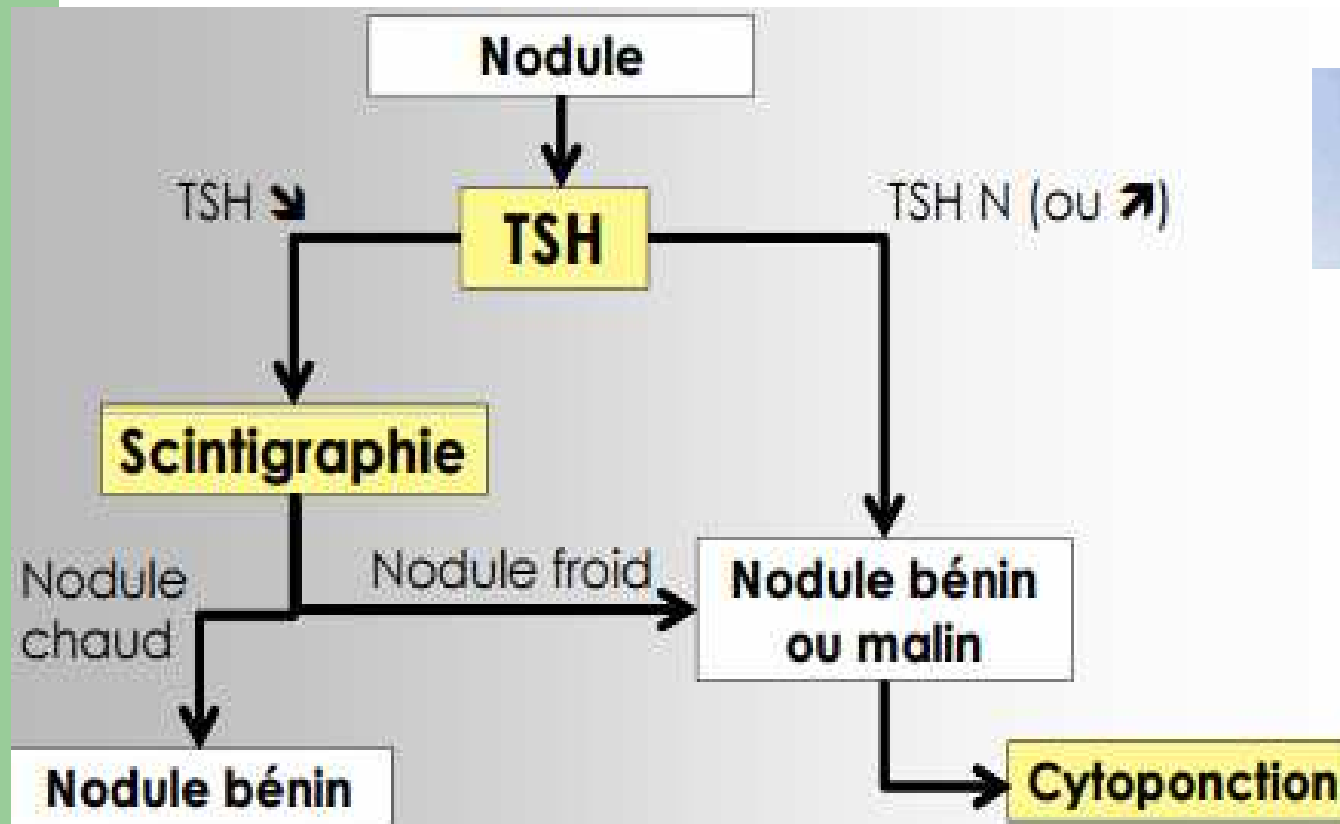 Nodule
TSH ↘
TSH
TSH N (ou ↗)
Scintigraphie
Nodule
chaud
Nodule froid
Nodule bénin
ou malin
Nodule bénin
Cytoponction